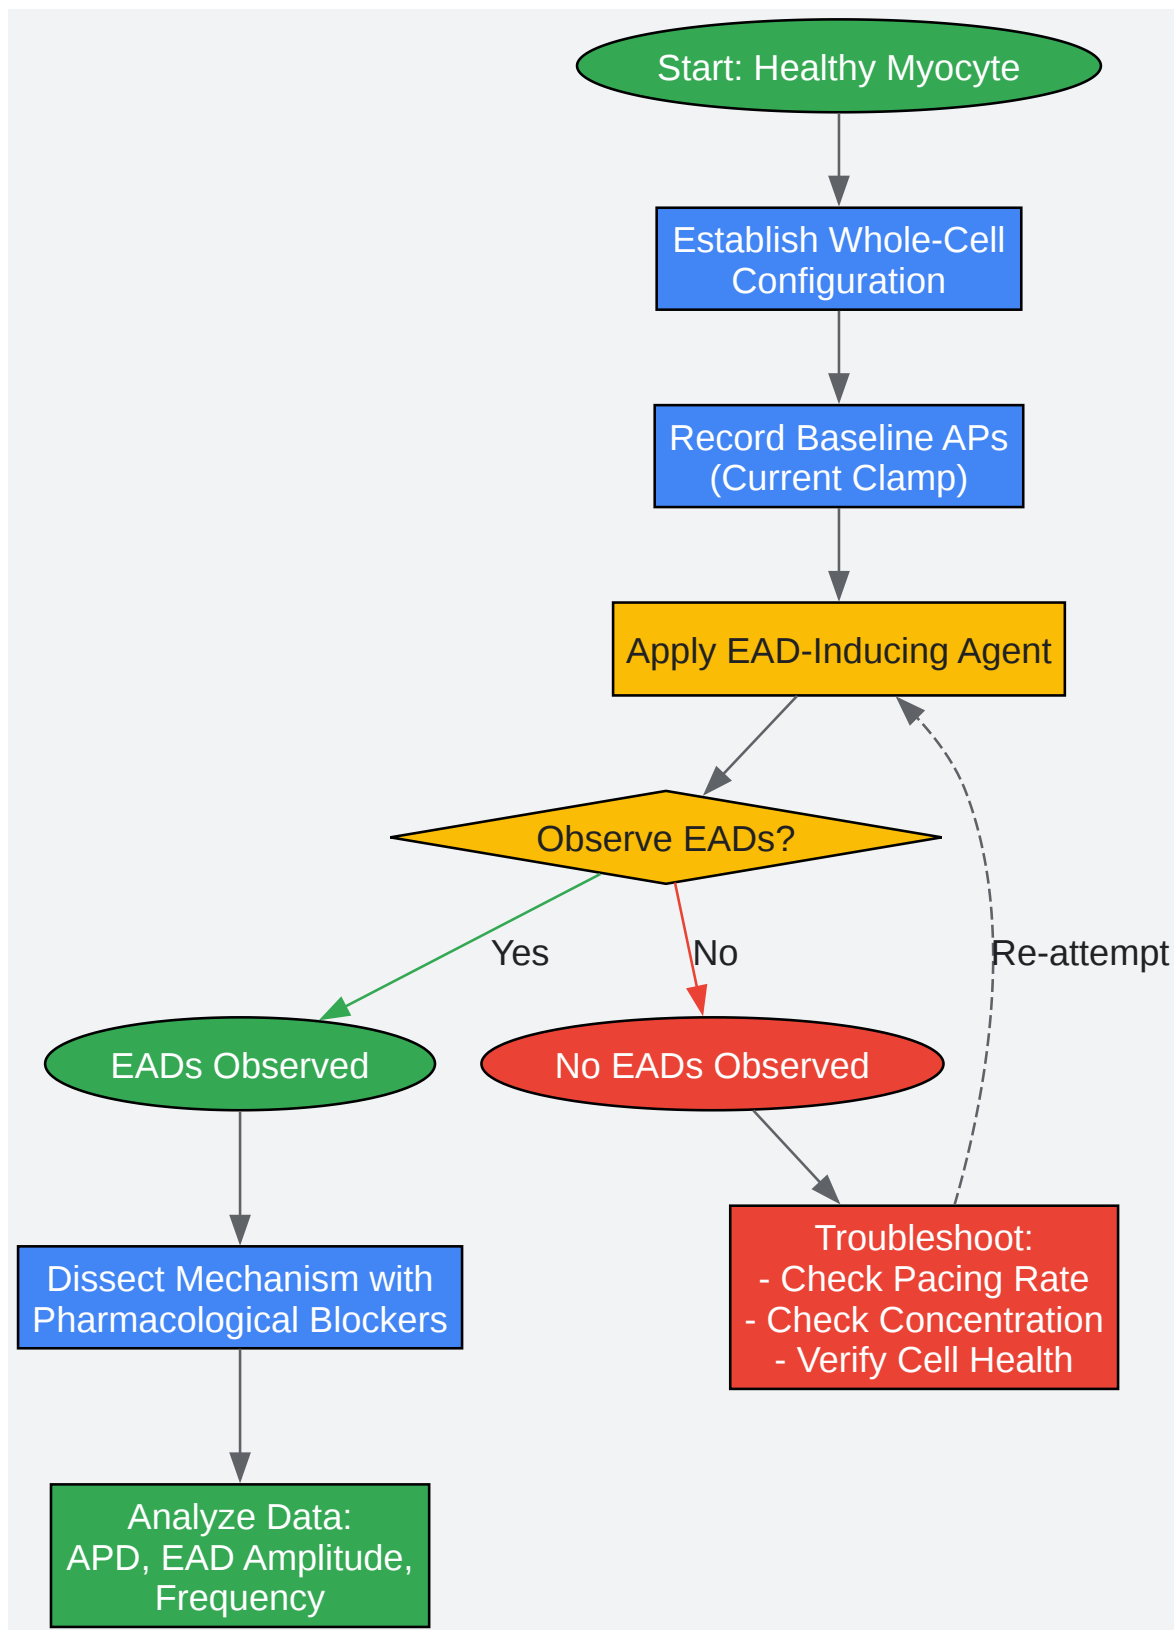 Start: Healthy Myocyte
Establish Whole-Cell
Configuration
Record Baseline APs
(Current Clamp)
Apply EAD-Inducing Agent
Observe EADs?
Yes
No
Re-attempt
EADs Observed
No EADs Observed
Dissect Mechanism with
Pharmacological Blockers
Troubleshoot:
- Check Pacing Rate
- Check Concentration
- Verify Cell Health
Analyze Data:
APD, EAD Amplitude,
Frequency